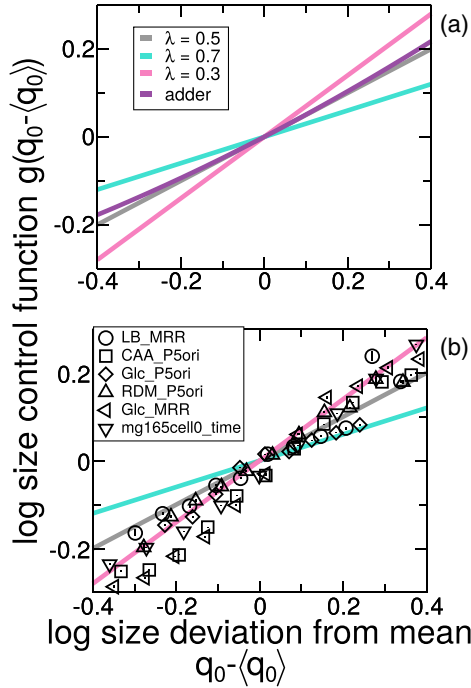 (a)
0.2
0
-0.2
λ = 0.5
λ = 0.7
λ = 0.3
adder
-0.4 -0.2 0 0.2 0.4
log size control function g(q0-⟨q0⟩)
(b)
0.2
0
-0.2
LB_MRR
CAA_P5ori
Glc_P5ori
RDM_P5ori
Glc_MRR
mg165cell0_time
-0.4 -0.2 0 0.2 0.4
log size deviation from mean
q0-⟨q0⟩